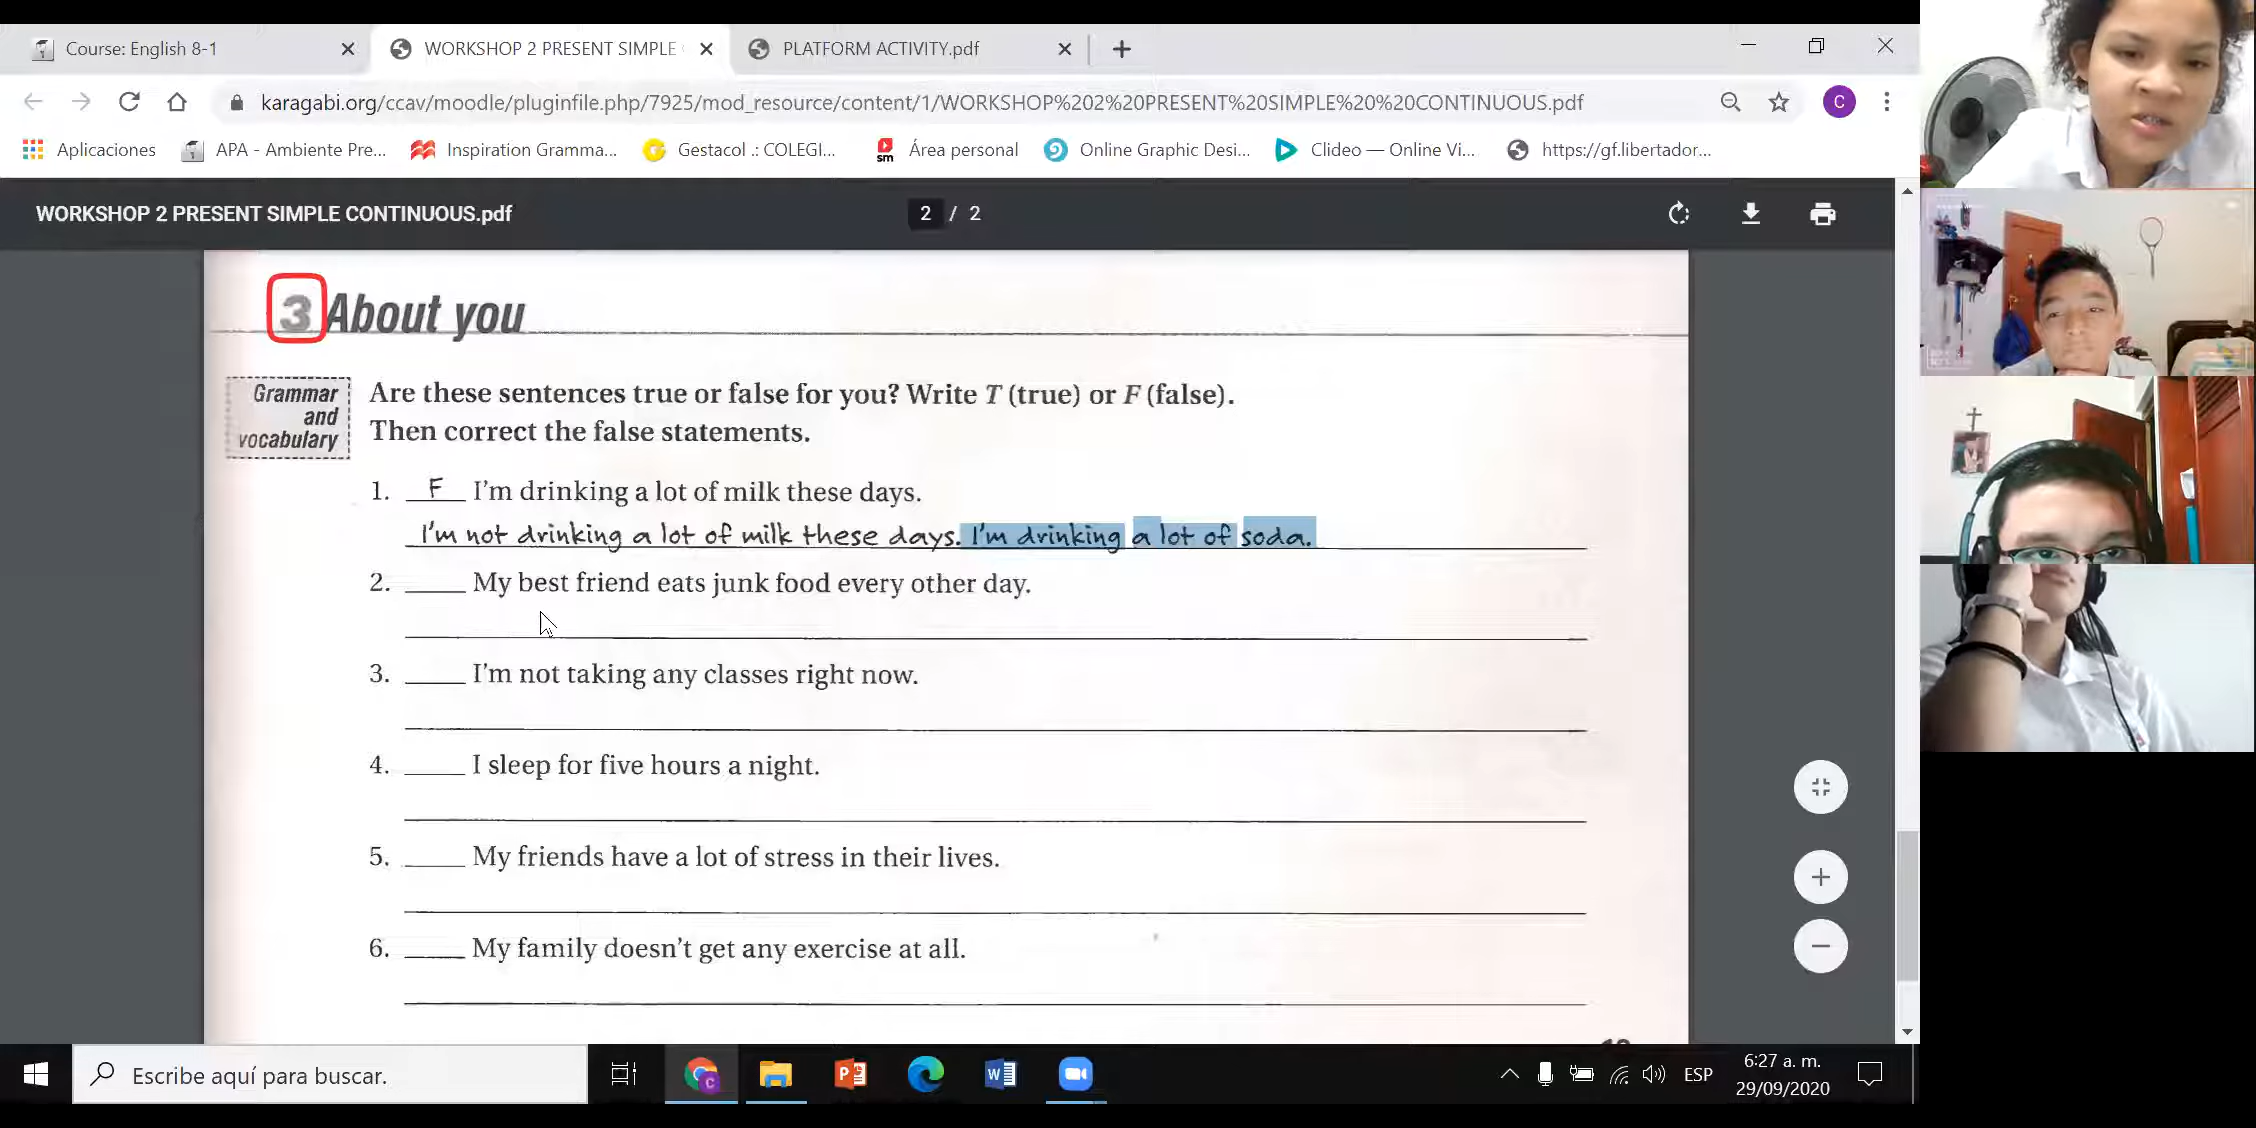 Course: English 8-1
WORKSHOP 2 PRESENT SIMPLE
PLATFORM ACTIVITY.pdf
karagabi.org/ccav/moodle/pluginfile.php/7925/mod_resource/content/1/WORKSHOP%202%20PRESENT%20SIMPLE%20%20CONTINUOUS.pdf
C
Aplicaciones
APA - Ambiente Pre...
Inspiration Gramma...
Gestacol .: COLEGI...
sm
Área personal
Online Graphic Desi...
Clideo — Online Vi...
https://gf.libertador...
WORKSHOP 2 PRESENT SIMPLE CONTINUOUS.pdf
2 / 2
3 About you
Grammar
and
vocabulary
Are these sentences true or false for you? Write T (true) or F (false).
Then correct the false statements.
1. F I'm drinking a lot of milk these days.
I'm not drinking a lot of milk these days. I'm drinking a lot of soda.
2. ____ My best friend eats junk food every other day.
3. ____ I'm not taking any classes right now.
4. ____ I sleep for five hours a night.
5. ____ My friends have a lot of stress in their lives.
6. ____ My family doesn't get any exercise at all.
Escribe aquí para buscar.
ESP
6:27 a. m.
29/09/2020